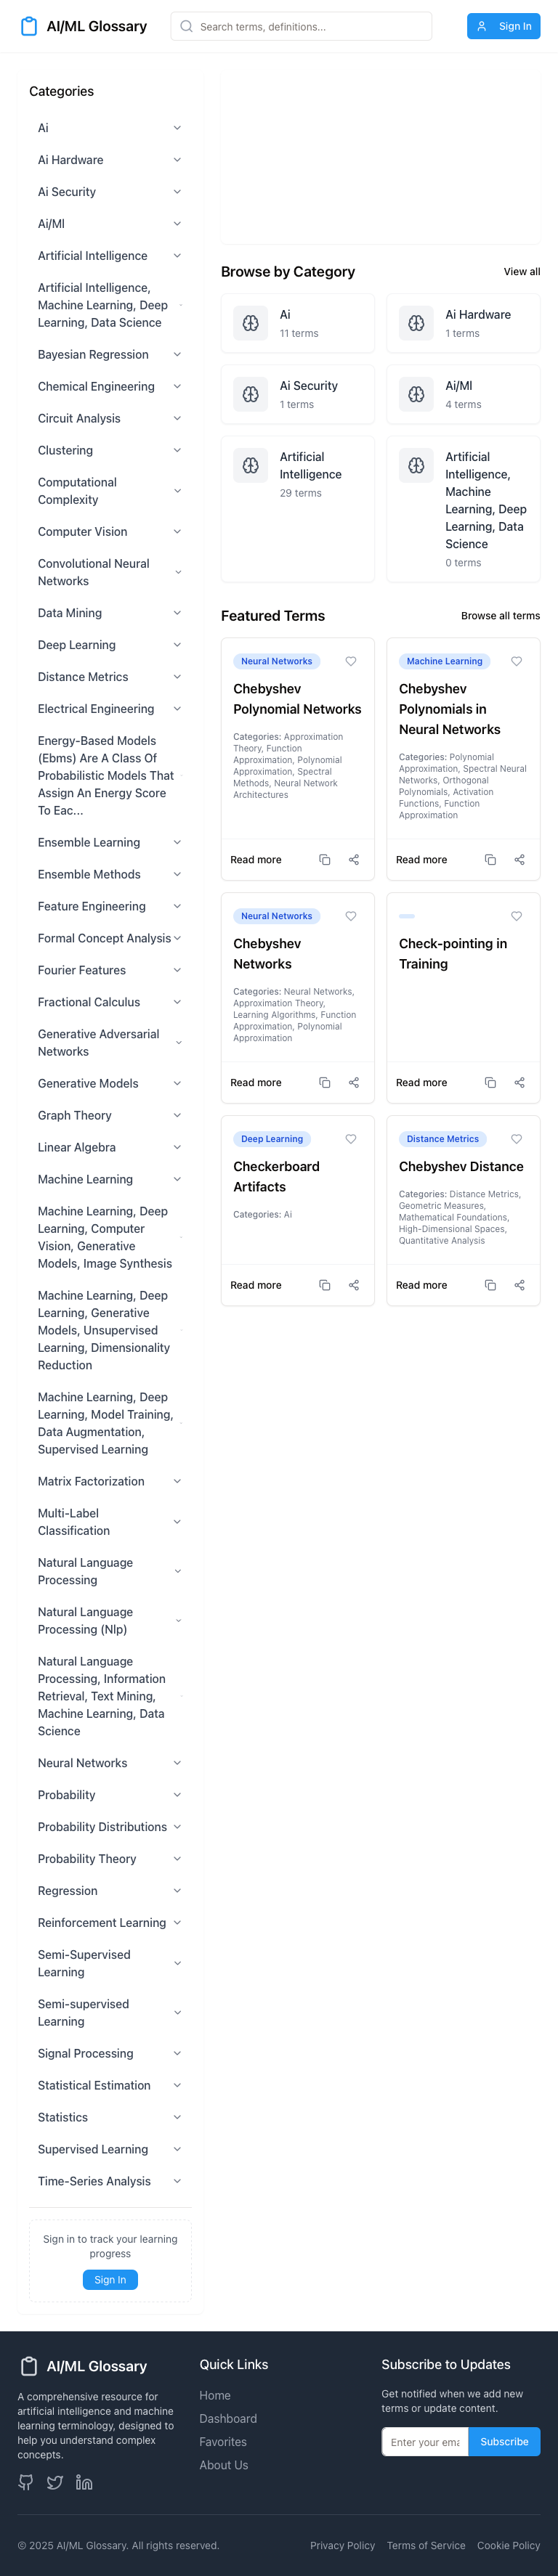 AI/ML Glossary
Search terms, definitions...
Sign In
Categories
Ai
Ai Hardware
Ai Security
Ai/Ml
Artificial Intelligence
Artificial Intelligence,
Machine Learning, Deep
Learning, Data Science
Bayesian Regression
Chemical Engineering
Circuit Analysis
Clustering
Computational
Complexity
Computer Vision
Convolutional Neural
Networks
Data Mining
Deep Learning
Distance Metrics
Electrical Engineering
Energy-Based Models
(Ebms) Are A Class Of
Probabilistic Models That
Assign An Energy Score
To Eac...
Ensemble Learning
Ensemble Methods
Feature Engineering
Formal Concept Analysis
Fourier Features
Fractional Calculus
Generative Adversarial
Networks
Generative Models
Graph Theory
Linear Algebra
Machine Learning
Machine Learning, Deep
Learning, Computer
Vision, Generative
Models, Image Synthesis
Machine Learning, Deep
Learning, Generative
Models, Unsupervised
Learning, Dimensionality
Reduction
Machine Learning, Deep
Learning, Model Training,
Data Augmentation,
Supervised Learning
Matrix Factorization
Multi-Label
Classification
Natural Language
Processing
Natural Language
Processing (Nlp)
Natural Language
Processing, Information
Retrieval, Text Mining,
Machine Learning, Data
Science
Neural Networks
Probability
Probability Distributions
Probability Theory
Regression
Reinforcement Learning
Semi-Supervised
Learning
Semi-supervised
Learning
Signal Processing
Statistical Estimation
Statistics
Supervised Learning
Time-Series Analysis
Sign in to track your learning
progress
Sign In
Browse by Category
View all
Ai
11 terms
Ai Hardware
1 terms
Ai Security
1 terms
Ai/Ml
4 terms
Artificial
Intelligence
29 terms
Artificial
Intelligence,
Machine
Learning, Deep
Learning, Data
Science
0 terms
Featured Terms
Browse all terms
Neural Networks
Chebyshev
Polynomial Networks
Categories: Approximation
Theory, Function
Approximation, Polynomial
Approximation, Spectral
Methods, Neural Network
Architectures
Read more
Machine Learning
Chebyshev
Polynomials in
Neural Networks
Categories: Polynomial
Approximation, Spectral Neural
Networks, Orthogonal
Polynomials, Activation
Functions, Function
Approximation
Read more
Neural Networks
Chebyshev
Networks
Categories: Neural Networks,
Approximation Theory,
Learning Algorithms, Function
Approximation, Polynomial
Approximation
Read more
Check-pointing in
Training
Read more
Deep Learning
Checkerboard
Artifacts
Categories: Ai
Read more
Distance Metrics
Chebyshev Distance
Categories: Distance Metrics,
Geometric Measures,
Mathematical Foundations,
High-Dimensional Spaces,
Quantitative Analysis
Read more
AI/ML Glossary
A comprehensive resource for
artificial intelligence and machine
learning terminology, designed to
help you understand complex
concepts.
Quick Links
Home
Dashboard
Favorites
About Us
Subscribe to Updates
Get notified when we add new
terms or update content.
Enter your ema
Subscribe
© 2025 AI/ML Glossary. All rights reserved.
Privacy Policy
Terms of Service
Cookie Policy